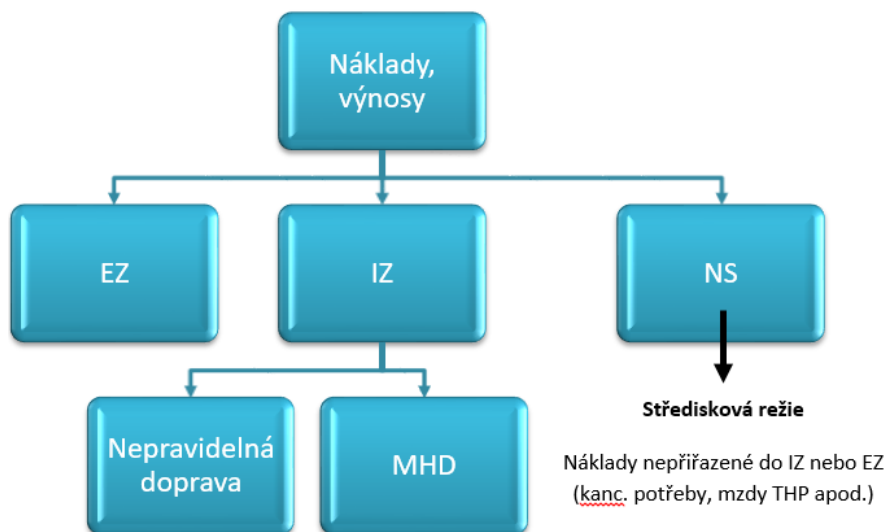 Náklady,
výnosy
EZ
IZ
NS
Nepravidelná
doprava
MHD
Středisková režie
Náklady nepřiřazené do IZ nebo EZ
(kanc. potřeby, mzdy THP apod.)